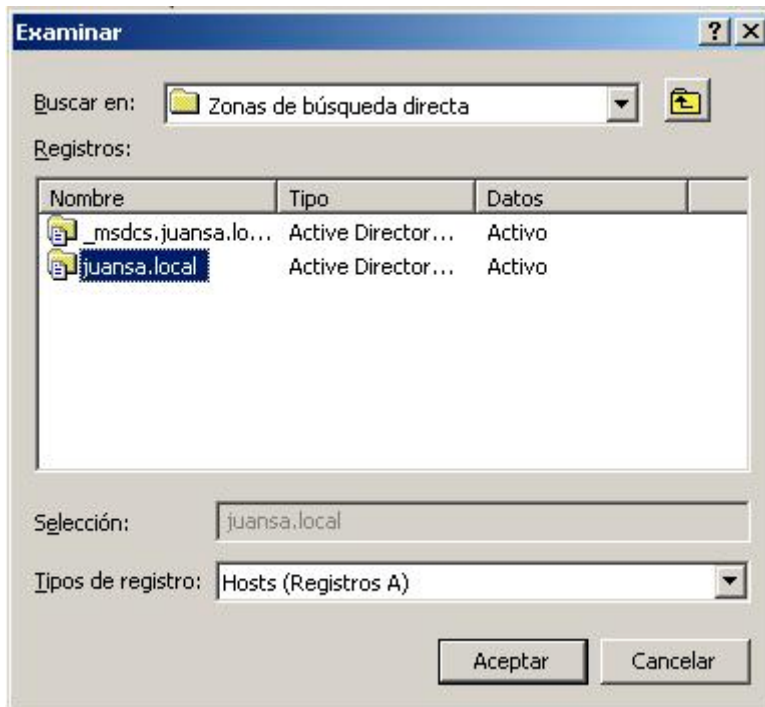 Examinar
Buscar en: Zonas de búsqueda directa
Registros:
Nombre Tipo Datos
_msdcs.juansa.lo... Active Director... Activo
juansa.local Active Director... Activo
Selección: juansa.local
Tipos de registro: Hosts (Registros A)
Aceptar Cancelar